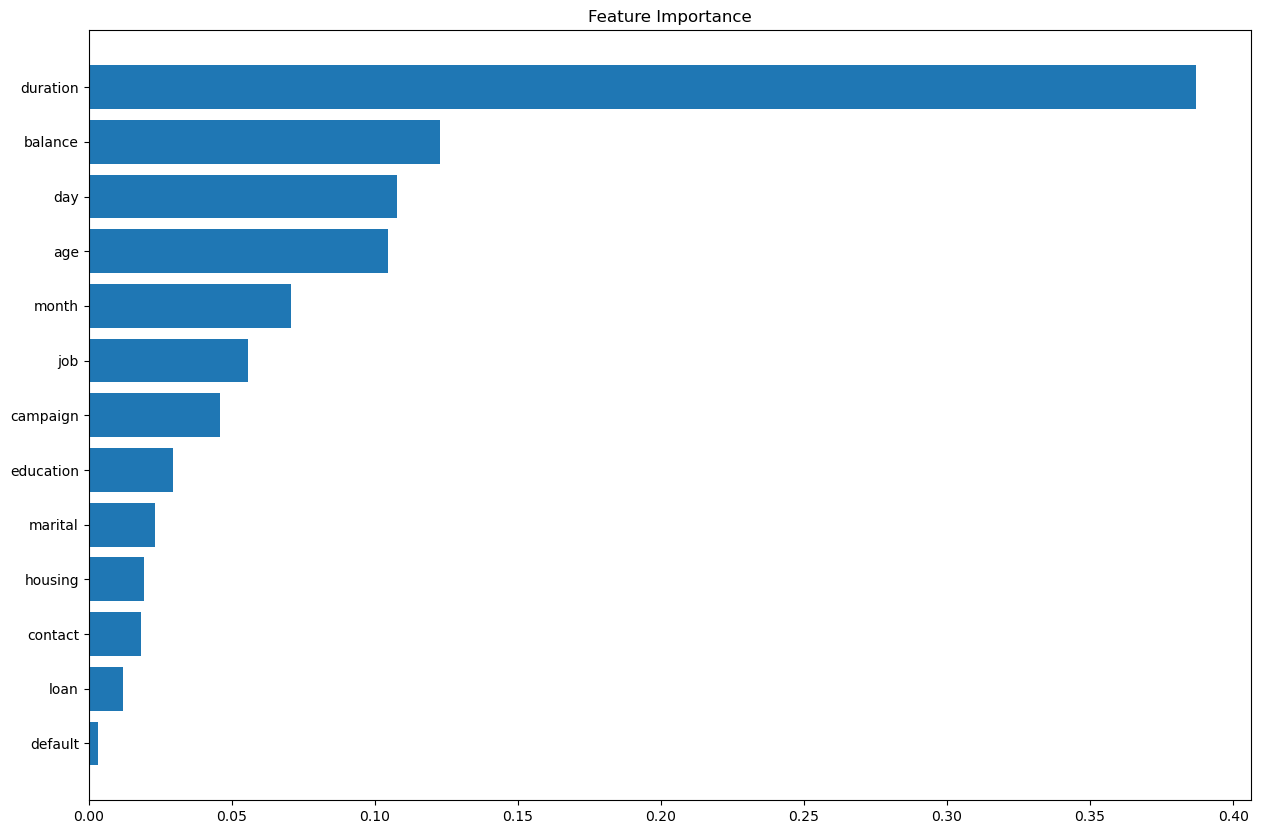 Feature Importance
duration
balance
day
age
month
job
campaign
education
marital
housing
contact
loan
default
0.00 0.05 0.10 0.15 0.20 0.25 0.30 0.35 0.40